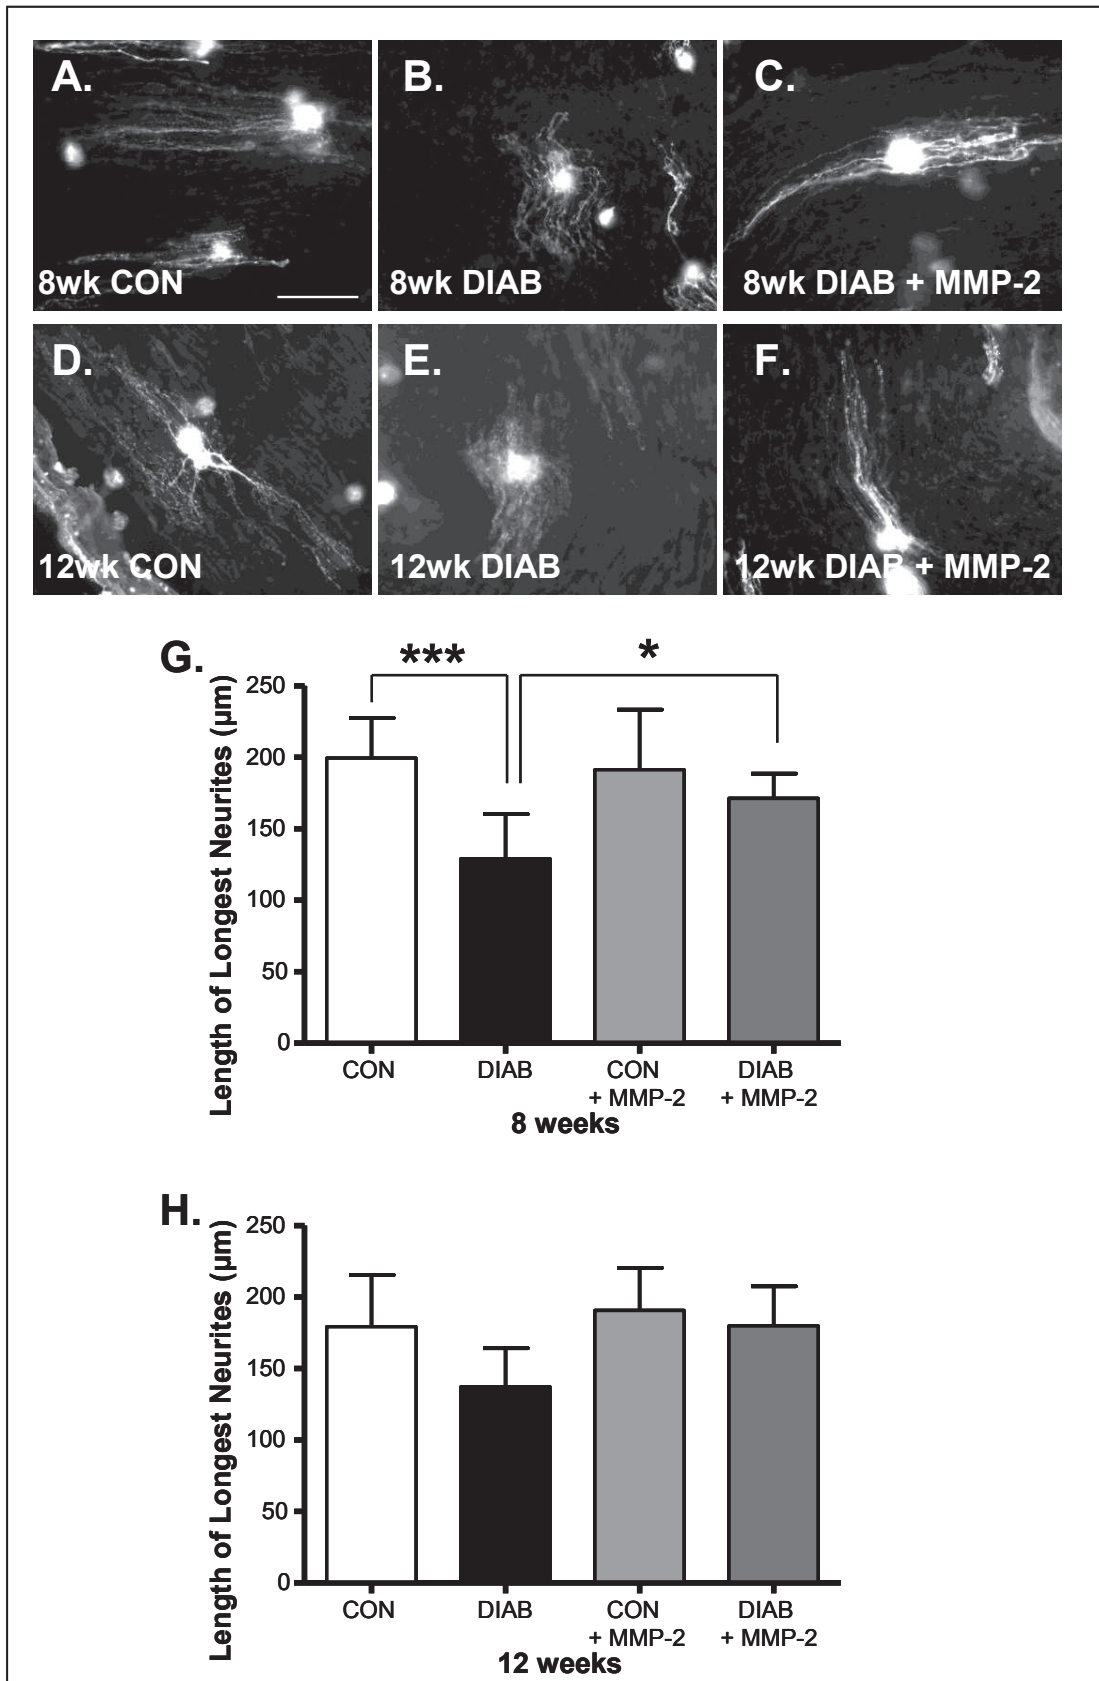 A.
B.
C.
8wk CON
8wk DIAB
8wk DIAB + MMP-2
D.
E.
F.
12wk CON
12wk DIAB
12wk DIAB + MMP-2
G.
***
*
Length of Longest Neurites (µm)
250
200
150
100
50
0
CON
DIAB
CON
+ MMP-2
DIAB
+ MMP-2
8 weeks
H.
Length of Longest Neurites (µm)
250
200
150
100
50
0
CON
DIAB
CON
+ MMP-2
DIAB
+ MMP-2
12 weeks